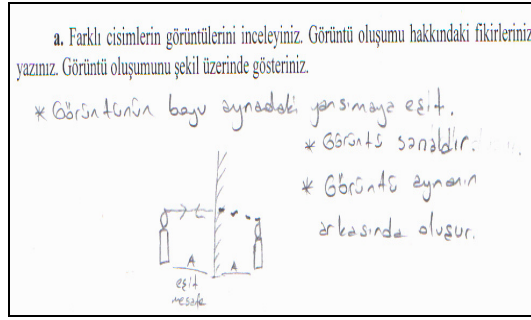 a. Farklı cisimlerin görüntülerini inceleyiniz. Görüntü oluşumu hakkındaki fikirleriniz
yazınız. Görüntü oluşumunu şekil üzerinde gösteriniz.
* Görüntünün boyu aynadaki yansımaya eşit.
* Görüntü sanaldır.
* Görüntü aynanın
arkasında oluşur.
A A
eşit
mesafe